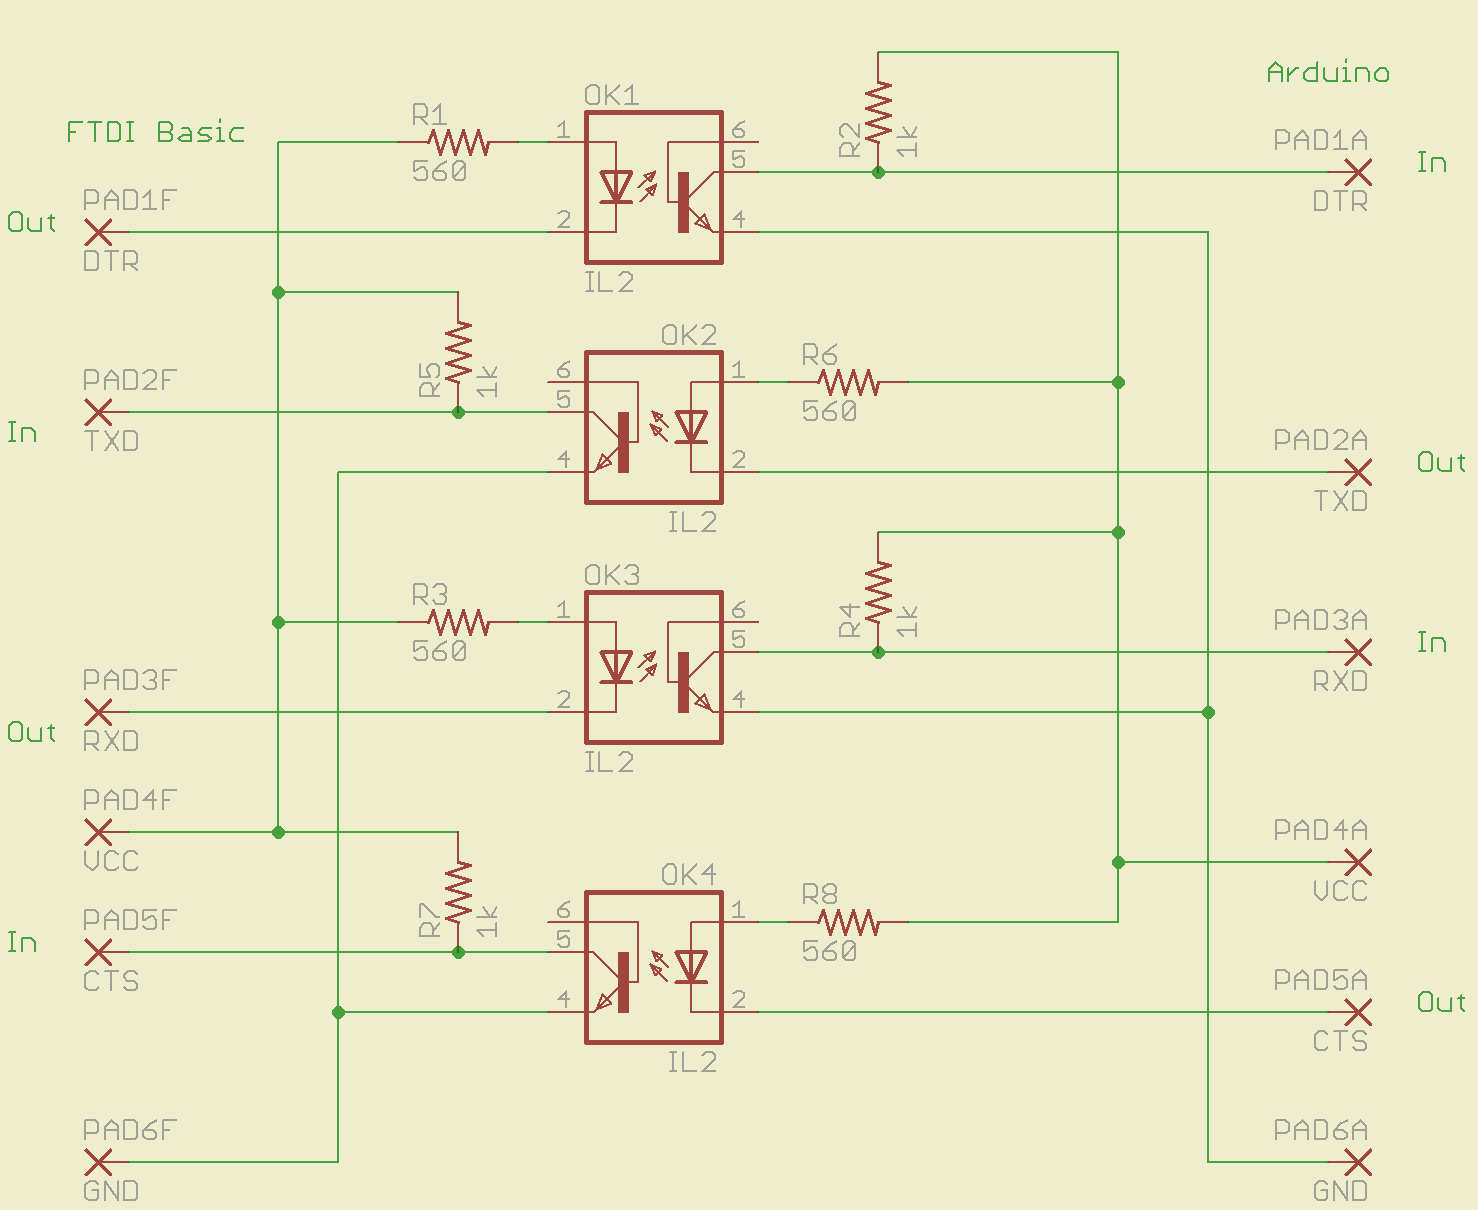 Arduino
FTDI Basic
OK1
R1
1
560
2
6
5
4
R2
1k
IL2
PAD1F
Out
DTR
PAD1A
In
DTR
OK2
R5
1k
6
5
4
1
2
R6
560
IL2
PAD2F
In
TXD
PAD2A
Out
TXD
OK3
R3
1
560
2
6
5
4
R4
1k
IL2
PAD3F
Out
RXD
PAD3A
In
RXD
PAD4F
VCC
PAD4A
VCC
OK4
R7
1k
6
5
4
1
2
R8
560
IL2
PAD5F
In
CTS
PAD5A
Out
CTS
PAD6F
GND
PAD6A
GND